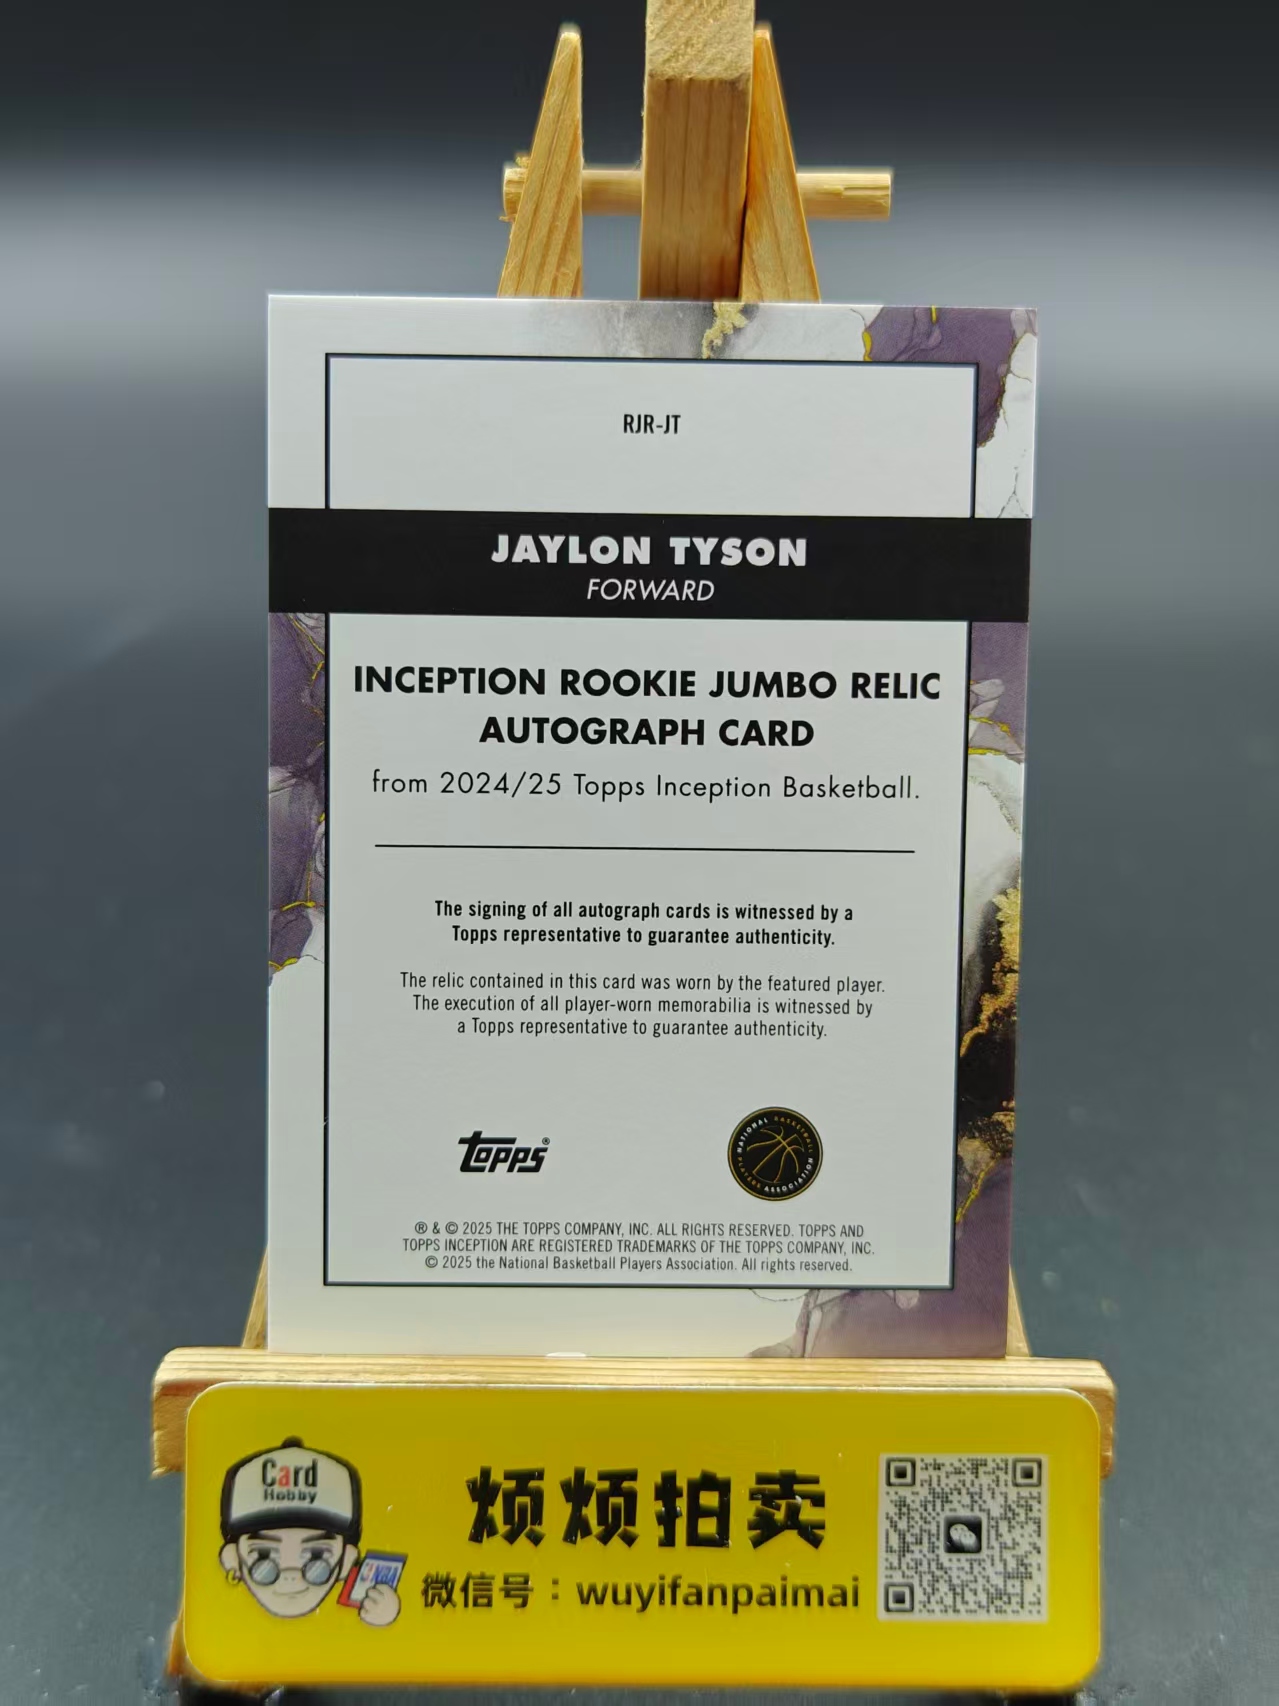 RJR-JT
JAYLON TYSON
FORWARD
INCEPTION ROOKIE JUMBO RELIC
AUTOGRAPH CARD
from 2024/25 Topps Inception Basketball.
The signing of all autograph cards is witnessed by a
Topps representative to guarantee authenticity.
The relic contained in this card was worn by the featured player.
The execution of all player-worn memorabilia is witnessed by
a Topps representative to guarantee authenticity.
topps®
NATIONAL BASKETBALL
PLAYERS ASSOCIATION
® & © 2025 THE TOPPS COMPANY, INC. ALL RIGHTS RESERVED. TOPPS AND
TOPPS INCEPTION ARE REGISTERED TRADEMARKS OF THE TOPPS COMPANY, INC.
© 2025 the National Basketball Players Association. All rights reserved.
Card
Hobby
NBA
烦烦拍卖
微信号：wuyifanpaimai